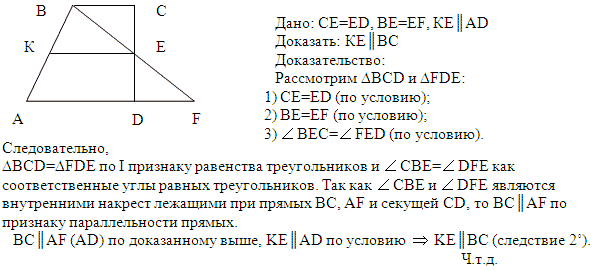 B
C
K
E
A
D
F
Дано: CE=ED, BE=EF, KE║AD
Доказать: KE║BC
Доказательство:
Рассмотрим ΔBCD и ΔFDE:
1) CE=ED (по условию);
2) BE=EF (по условию);
3) ∠BEC=∠FED (по условию).
Следовательно,
ΔBCD=ΔFDE по I признаку равенства треугольников и ∠CBE=∠DFE как
соответственные углы равных треугольников. Так как ∠CBE и ∠DFE являются
внутренними накрест лежащими при прямых BC, AF и секущей CD, то BC║AF по
признаку параллельности прямых.
BC║AF (AD) по доказанному выше, KE║AD по условию ⇒ KE║BC (следствие 2°).
Ч.т.д.